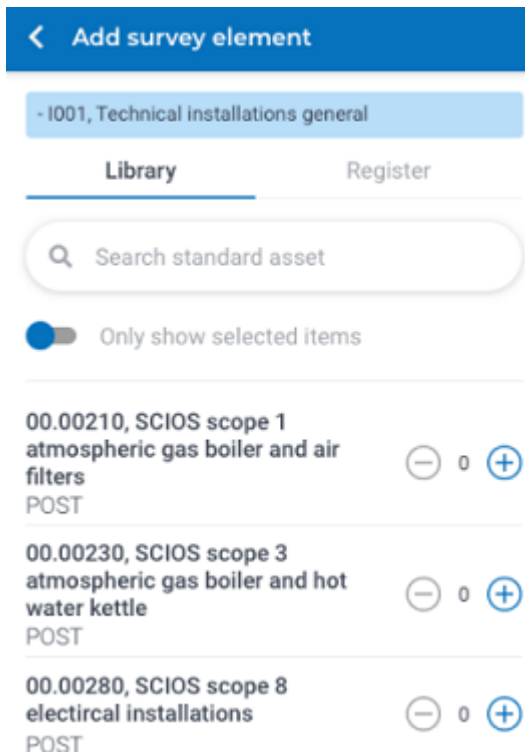 Add survey element
- I001, Technical installations general
Library Register
Search standard asset
Only show selected items
00.00210, SCIOS scope 1
atmospheric gas boiler and air
filters
POST
0
00.00230, SCIOS scope 3
atmospheric gas boiler and hot
water kettle
POST
0
00.00280, SCIOS scope 8
electircal installations
POST
0